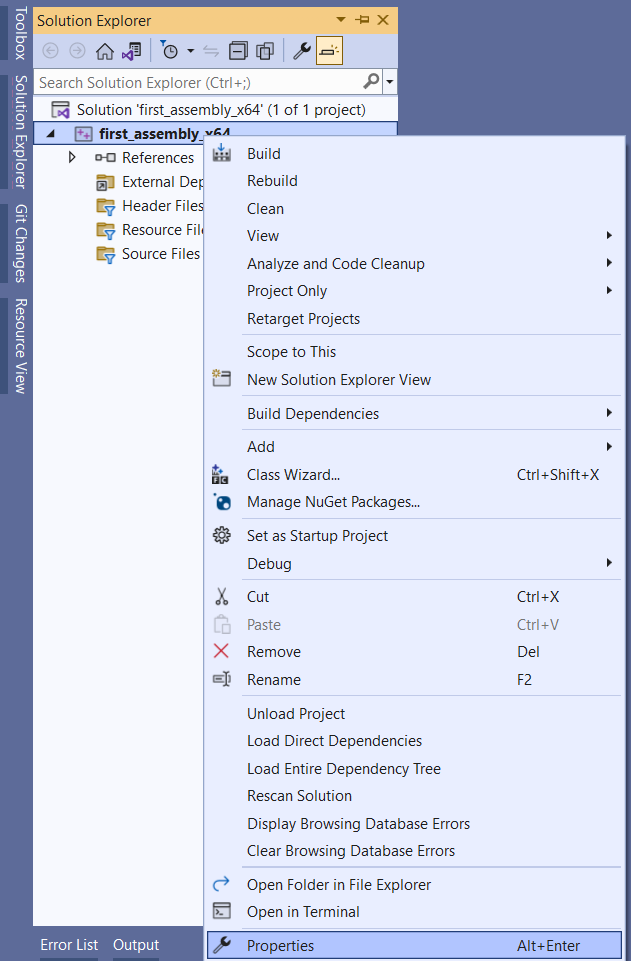 Toolbox
Solution Explorer
Git Changes
Resource View
Solution Explorer
Search Solution Explorer (Ctrl+;)
Solution 'first_assembly_x64' (1 of 1 project)
first_assembly_x64
References
External Dep
Header Files
Resource Fil
Source Files
Build
Rebuild
Clean
View
Analyze and Code Cleanup
Project Only
Retarget Projects
Scope to This
New Solution Explorer View
Build Dependencies
Add
Class Wizard... Ctrl+Shift+X
Manage NuGet Packages...
Set as Startup Project
Debug
Cut Ctrl+X
Paste Ctrl+V
Remove Del
Rename F2
Unload Project
Load Direct Dependencies
Load Entire Dependency Tree
Rescan Solution
Display Browsing Database Errors
Clear Browsing Database Errors
Open Folder in File Explorer
Open in Terminal
Properties Alt+Enter
Error List Output